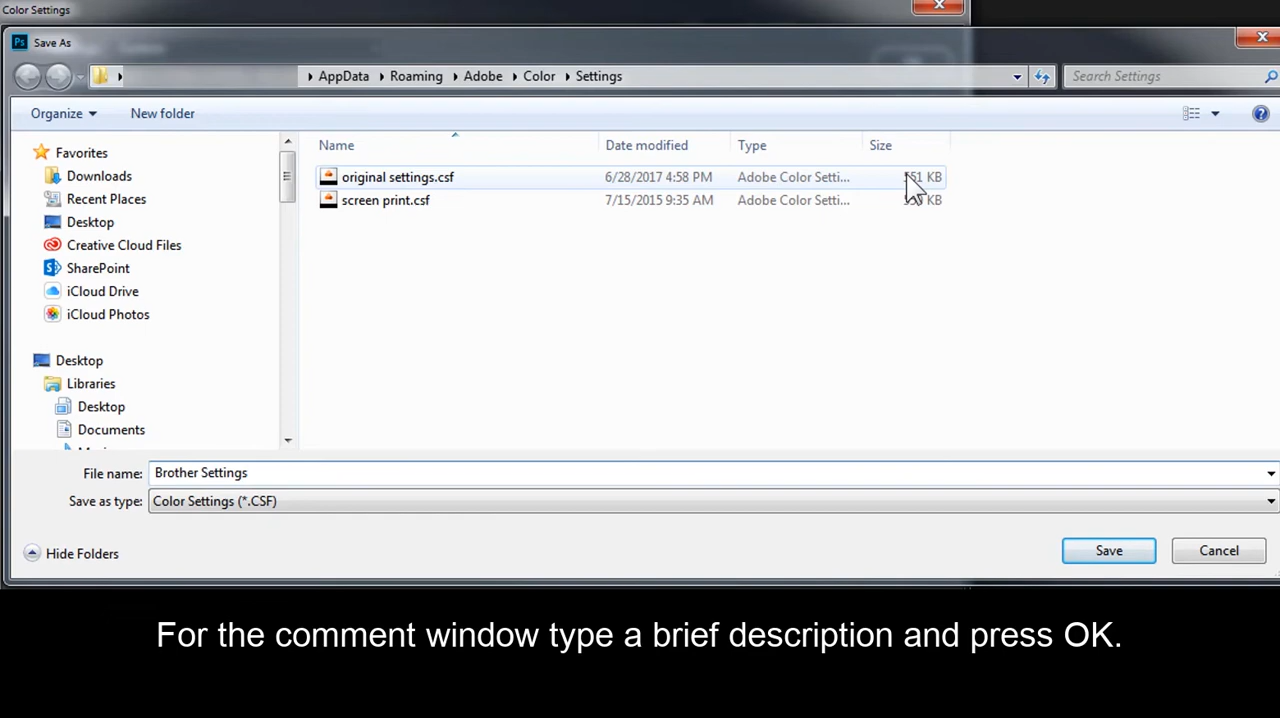 Color Settings
Ps Save As
AppData Roaming Adobe Color Settings
Search Settings
Organize New folder
Name Date modified Type Size
Favorites
Downloads
Recent Places
Desktop
Creative Cloud Files
SharePoint
iCloud Drive
iCloud Photos
Desktop
Libraries
Desktop
Documents
original settings.csf 6/28/2017 4:58 PM Adobe Color Setti... KB
screen print.csf 7/15/2015 9:35 AM Adobe Color Setti... KB
File name: Brother Settings
Save as type: Color Settings (*.CSF)
Hide Folders
Save Cancel
For the comment window type a brief description and press OK.